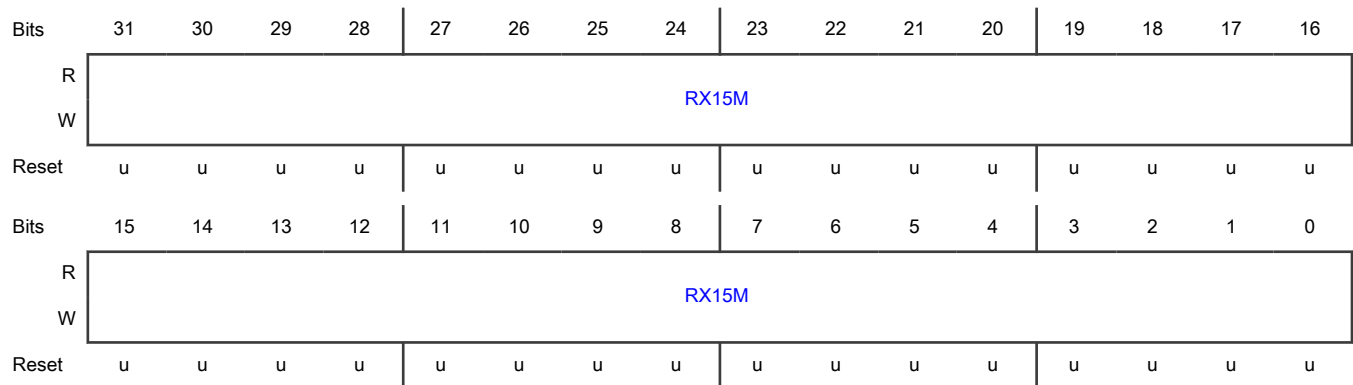 Bits 31 30 29 28 27 26 25 24 23 22 21 20 19 18 17 16
R
RX15M
W
Reset u u u u u u u u u u u u u u u u
Bits 15 14 13 12 11 10 9 8 7 6 5 4 3 2 1 0
R
RX15M
W
Reset u u u u u u u u u u u u u u u u